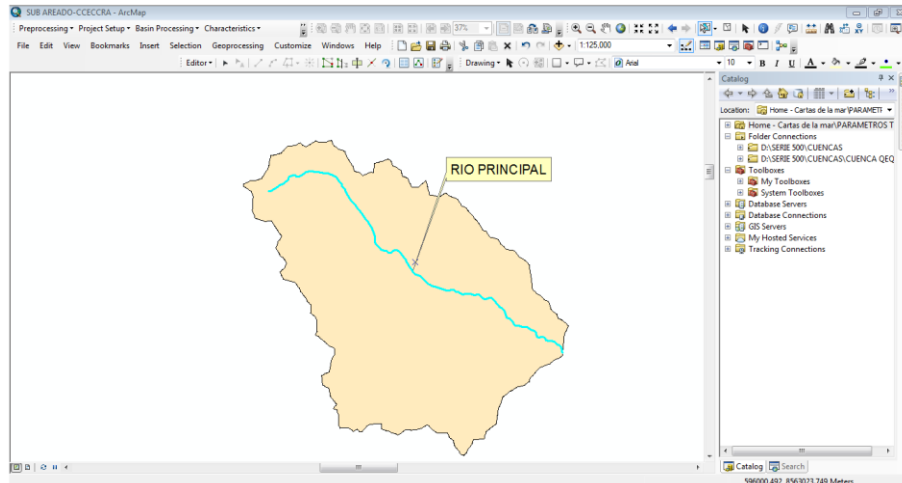 SUB AREADO-CCECCRA - ArcMap
Preprocessing Project Setup Basin Processing Characteristics
37%
File Edit View Bookmarks Insert Selection Geoprocessing Customize Windows Help
1:125,000
Editor
Drawing
Arial
10
B I U A
Catalog
Location: Home - Cartas de la mar\PARAMETF
Home - Cartas de la mar\PARAMETROS T
Folder Connections
D:\SERIE 500\CUENCAS
D:\SERIE 500\CUENCAS\CUENCA QEQ
Toolboxes
My Toolboxes
System Toolboxes
Database Servers
Database Connections
GIS Servers
My Hosted Services
Tracking Connections
RIO PRINCIPAL
Catalog Search
596000.492 8563023.749 Meters